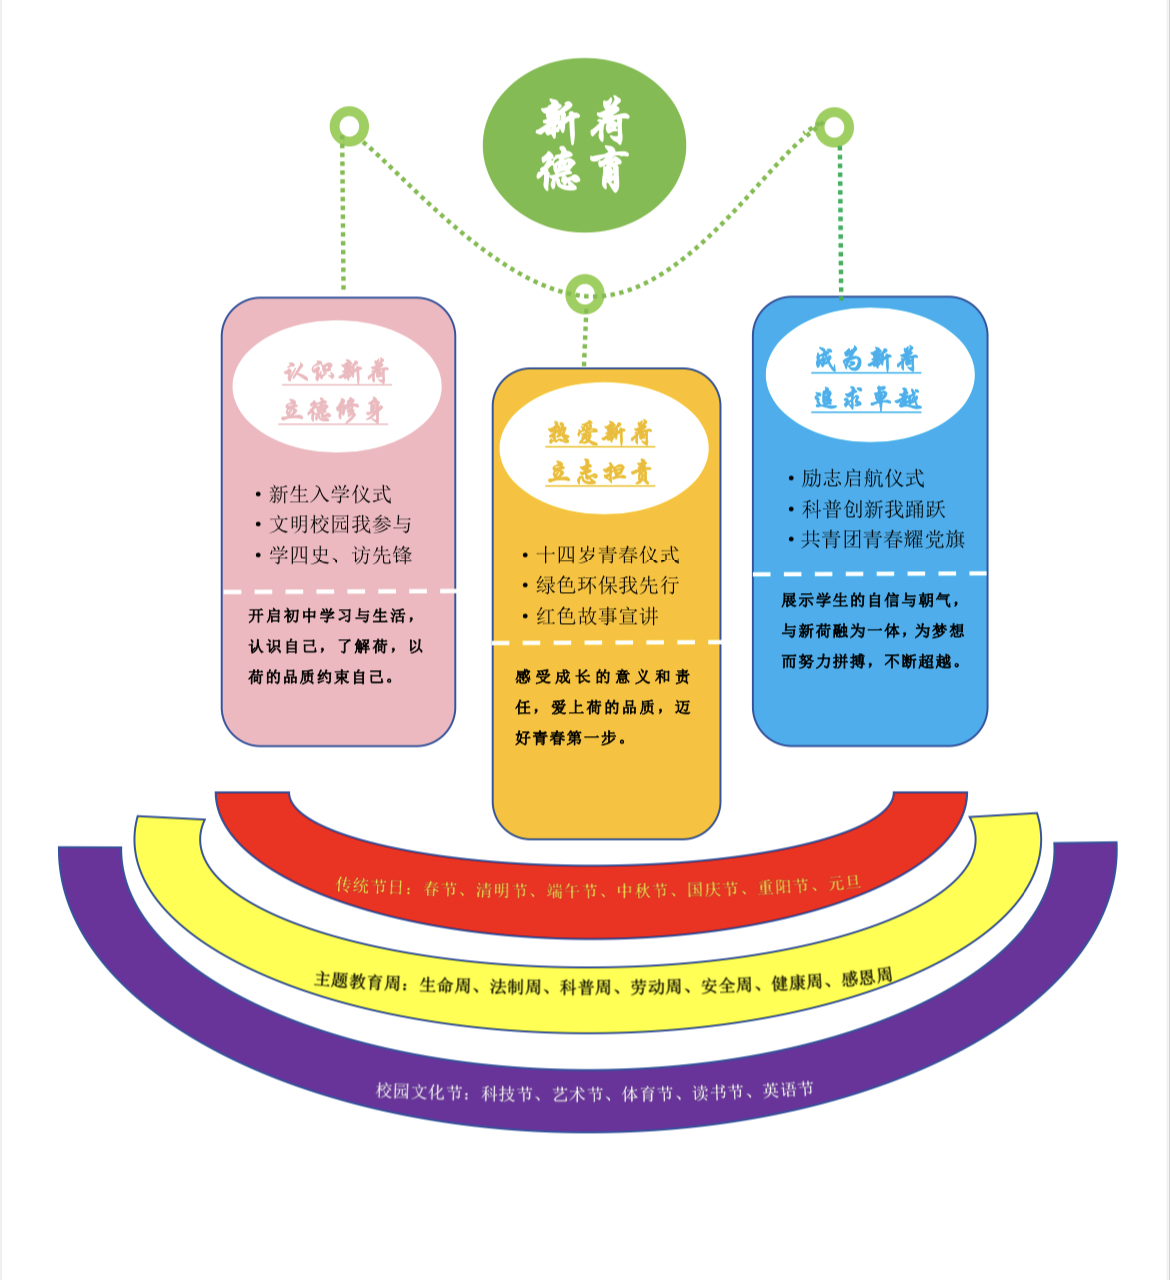 新荷
德育
认识新荷
立德修身
• 新生入学仪式
• 文明校园我参与
• 学四史、访先锋
开启初中学习与生活，
认识自己，了解荷，以
荷的品质约束自己。
热爱新荷
立志担责
• 十四岁青春仪式
• 绿色环保我先行
• 红色故事宣讲
感受成长的意义和责
任，爱上荷的品质，迈
好青春第一步。
成为新荷
追求卓越
• 励志启航仪式
• 科普创新我踊跃
• 共青团青春耀党旗
展示学生的自信与朝气，
与新荷融为一体，为梦想
而努力拼搏，不断超越。
传统节日：春节、清明节、端午节、中秋节、国庆节、重阳节、元旦
主题教育周：生命周、法制周、科普周、劳动周、安全周、健康周、感恩周
校园文化节：科技节、艺术节、体育节、读书节、英语节